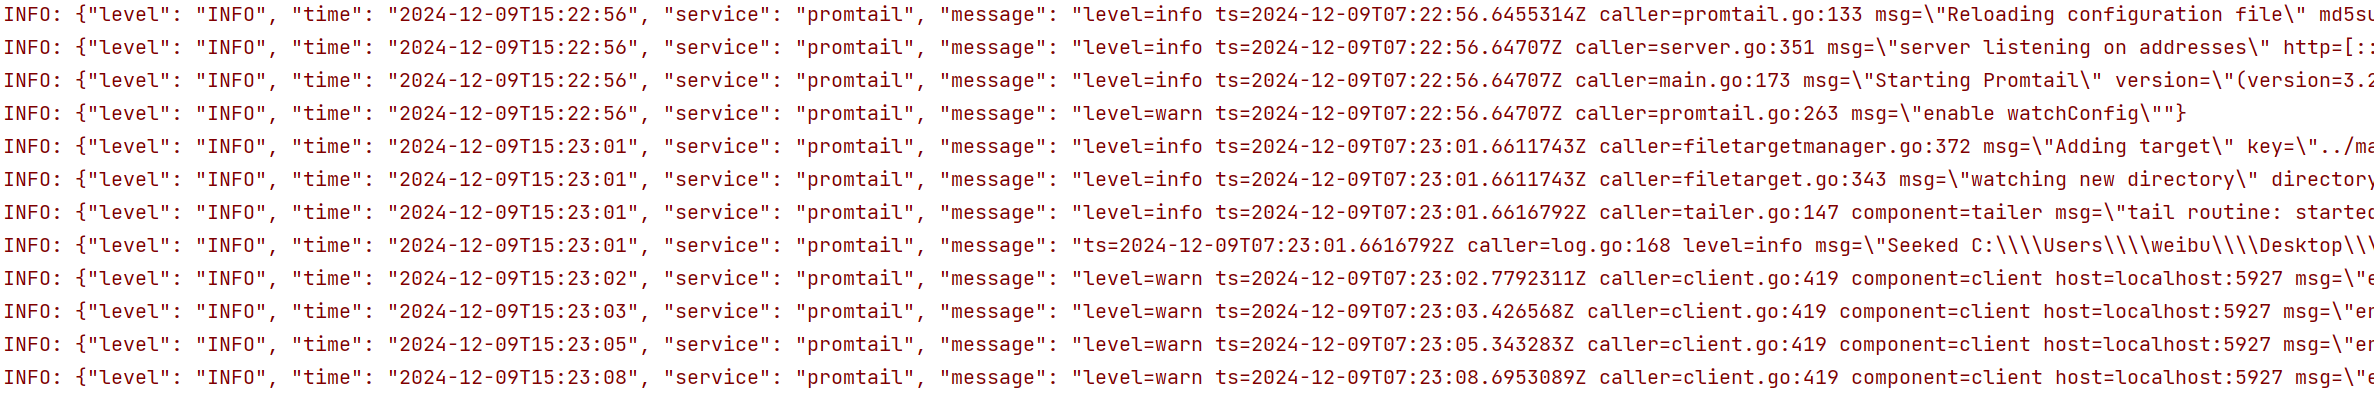 INFO: {"level": "INFO", "time": "2024-12-09T15:22:56", "service": "promtail", "message": "level=info ts=2024-12-09T07:22:56.6455314Z caller=promtail.go:133 msg=\"Reloading configuration file\" md5su
INFO: {"level": "INFO", "time": "2024-12-09T15:22:56", "service": "promtail", "message": "level=info ts=2024-12-09T07:22:56.64707Z caller=server.go:351 msg=\"server listening on addresses\" http=[::
INFO: {"level": "INFO", "time": "2024-12-09T15:22:56", "service": "promtail", "message": "level=info ts=2024-12-09T07:22:56.64707Z caller=main.go:173 msg=\"Starting Promtail\" version=\"(version=3.2
INFO: {"level": "INFO", "time": "2024-12-09T15:22:56", "service": "promtail", "message": "level=warn ts=2024-12-09T07:22:56.64707Z caller=promtail.go:263 msg=\"enable watchConfig\""}
INFO: {"level": "INFO", "time": "2024-12-09T15:23:01", "service": "promtail", "message": "level=info ts=2024-12-09T07:23:01.6611743Z caller=filetargetmanager.go:372 msg=\"Adding target\" key=\"../ma
INFO: {"level": "INFO", "time": "2024-12-09T15:23:01", "service": "promtail", "message": "level=info ts=2024-12-09T07:23:01.6611743Z caller=filetarget.go:343 msg=\"watching new directory\" directory
INFO: {"level": "INFO", "time": "2024-12-09T15:23:01", "service": "promtail", "message": "level=info ts=2024-12-09T07:23:01.6616792Z caller=tailer.go:147 component=tailer msg=\"tail routine: started
INFO: {"level": "INFO", "time": "2024-12-09T15:23:01", "service": "promtail", "message": "ts=2024-12-09T07:23:01.6616792Z caller=log.go:168 level=info msg=\"Seeked C:\\\\Users\\\\weibu\\\\Desktop\\\
INFO: {"level": "INFO", "time": "2024-12-09T15:23:02", "service": "promtail", "message": "level=warn ts=2024-12-09T07:23:02.7792311Z caller=client.go:419 component=client host=localhost:5927 msg=\"e
INFO: {"level": "INFO", "time": "2024-12-09T15:23:03", "service": "promtail", "message": "level=warn ts=2024-12-09T07:23:03.426568Z caller=client.go:419 component=client host=localhost:5927 msg=\"er
INFO: {"level": "INFO", "time": "2024-12-09T15:23:05", "service": "promtail", "message": "level=warn ts=2024-12-09T07:23:05.343283Z caller=client.go:419 component=client host=localhost:5927 msg=\"er
INFO: {"level": "INFO", "time": "2024-12-09T15:23:08", "service": "promtail", "message": "level=warn ts=2024-12-09T07:23:08.6953089Z caller=client.go:419 component=client host=localhost:5927 msg=\"e